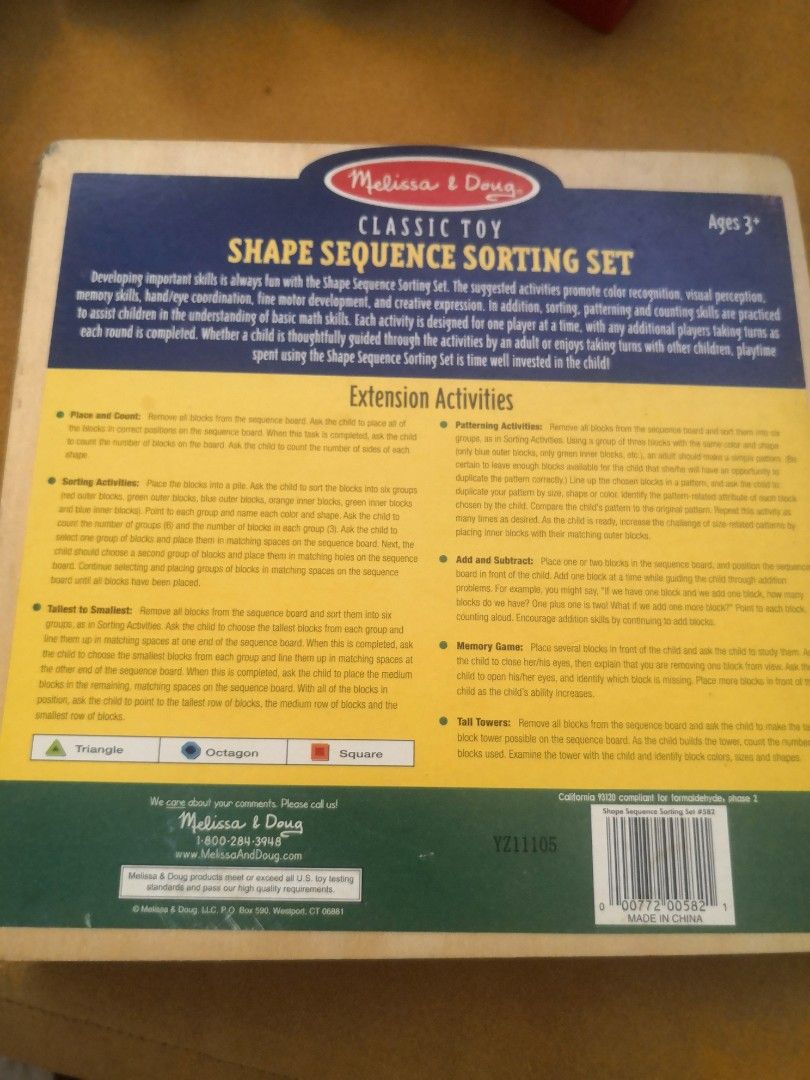 Melissa & Doug®
CLASSIC TOY
Ages 3+
SHAPE SEQUENCE SORTING SET
Developing important skills is always fun with the Shape Sequence Sorting Set. The suggested activities promote color recognition, visual perception,
memory skills, hand/eye coordination, fine motor development, and creative expression. In addition, sorting, patterning and counting skills are practiced
to assist children in the understanding of basic math skills. Each activity is designed for one player at a time, with any additional players taking turns as
each round is completed. Whether a child is thoughtfully guided through the activities by an adult or enjoys taking turns with other children, playtime
spent using the Shape Sequence Sorting Set is time well invested in the child!
Extension Activities
Place and Count: Remove all blocks from the sequence board. Ask the child to place all of
the blocks in correct positions on the sequence board. When this task is completed, ask the child
to count the number of blocks on the board. Ask the child to count the number of sides of each
shape.
Sorting Activities: Place the blocks into a pile. Ask the child to sort the blocks into six groups
(red outer blocks, green outer blocks, blue outer blocks, orange inner blocks, green inner blocks
and blue inner blocks). Point to each group and name each color and shape. Ask the child to
count the number of groups (6) and the number of blocks in each group (3). Ask the child to
select one group of blocks and place them in matching spaces on the sequence board. Next, the
child should choose a second group of blocks and place them in matching holes on the sequence
board. Continue selecting and placing groups of blocks in matching spaces on the sequence
board until all blocks have been placed.
Tallest to Smallest: Remove all blocks from the sequence board and sort them into six
groups, as in Sorting Activities. Ask the child to choose the tallest blocks from each group and
line them up in matching spaces at one end of the sequence board. When this is completed, ask
the child to choose the smallest blocks from each group and line them up in matching spaces at
the other end of the sequence board. When this is completed, ask the child to place the medium
blocks in the remaining, matching spaces on the sequence board. With all of the blocks in
position, ask the child to point to the tallest row of blocks, the medium row of blocks and the
smallest row of blocks.
Triangle
Octagon
Square
Patterning Activities: Remove all blocks from the sequence board and sort them into six
groups, as in Sorting Activities. Using a group of three blocks with the same color and shape
(only blue outer blocks, only green inner blocks, etc.), an adult should make a simple pattern. (Be
certain to leave enough blocks available for the child that she/he will have an opportunity to
duplicate the pattern correctly.) Line up the chosen blocks in a pattern, and ask the child to
duplicate your pattern by size, shape or color. Identify the pattern-related attribute of each block
chosen by the child. Compare the child's pattern to the original pattern. Repeat this activity as
many times as desired. As the child is ready, increase the challenge of size-related patterns by
placing inner blocks with their matching outer blocks.
Add and Subtract: Place one or two blocks in the sequence board, and position the sequence
board in front of the child. Add one block at a time while guiding the child through addition
problems. For example, you might say, "If we have one block and we add one block, how many
blocks do we have? One plus one is two! What if we add one more block?" Point to each block,
counting aloud. Encourage addition skills by continuing to add blocks.
Memory Game: Place several blocks in front of the child and ask the child to study them.
the child to close her/his eyes, then explain that you are removing one block from view. Ask
child to open his/her eyes, and identify which block is missing. Place more blocks in front of
child as the child's ability increases.
Tall Towers: Remove all blocks from the sequence board and ask the child to make the
block tower possible on the sequence board. As the child builds the tower, count the number
blocks used. Examine the tower with the child and identify block colors, sizes and shapes.
We care about your comments. Please call us!
Melissa & Doug
1-800-284-3948
www.MelissaAndDoug.com
Melissa & Doug products meet or exceed all U.S. toy testing
standards and pass our high quality requirements.
© Melissa & Doug, LLC, P.O. Box 590, Westport, CT 06881
YZ11105
California 93120 compliant for formaldehyde, phase 2
Shape Sequence Sorting Set #582
0 00772 00582 1
MADE IN CHINA